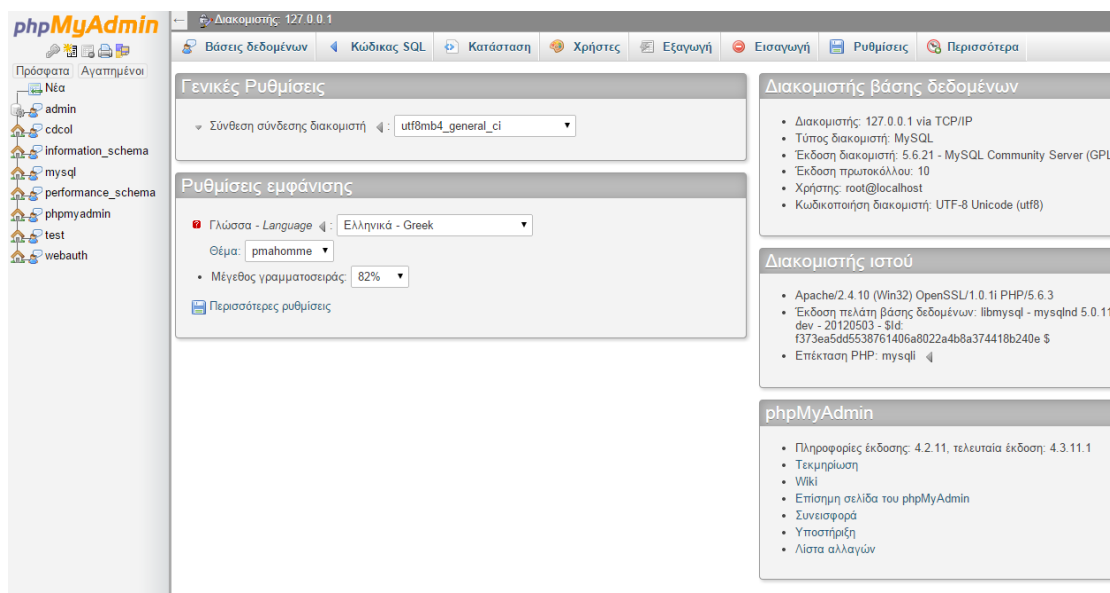 phpMyAdmin
Πρόσφατα Αγαπημένοι
Νέα
admin
cdcol
information_schema
mysql
performance_schema
phpmyadmin
test
webauth
Διακομιστής: 127.0.0.1
Βάσεις δεδομένων Κώδικας SQL Κατάσταση Χρήστες Εξαγωγή Εισαγωγή Ρυθμίσεις Περισσότερα
Γενικές Ρυθμίσεις
Σύνθεση σύνδεσης διακομιστή : utf8mb4_general_ci
Ρυθμίσεις εμφάνισης
Γλώσσα - Language : Ελληνικά - Greek
Θέμα: pmahomme
Μέγεθος γραμματοσειράς: 82%
Περισσότερες ρυθμίσεις
Διακομιστής βάσης δεδομένων
Διακομιστής: 127.0.0.1 via TCP/IP
Τύπος διακομιστή: MySQL
Έκδοση διακομιστή: 5.6.21 - MySQL Community Server (GPL
Έκδοση πρωτοκόλλου: 10
Χρήστης: root@localhost
Κωδικοποίηση διακομιστή: UTF-8 Unicode (utf8)
Διακομιστής ιστού
Apache/2.4.10 (Win32) OpenSSL/1.0.1i PHP/5.6.3
Έκδοση πελάτη βάσης δεδομένων: libmysql - mysqlnd 5.0.11
dev - 20120503 - $Id:
f373ea5dd5538761406a8022a4b8a374418b240e $
Επέκταση PHP: mysqli
phpMyAdmin
Πληροφορίες έκδοσης: 4.2.11, τελευταία έκδοση: 4.3.11.1
Τεκμηρίωση
Wiki
Επίσημη σελίδα του phpMyAdmin
Συνεισφορά
Υποστήριξη
Λίστα αλλαγών